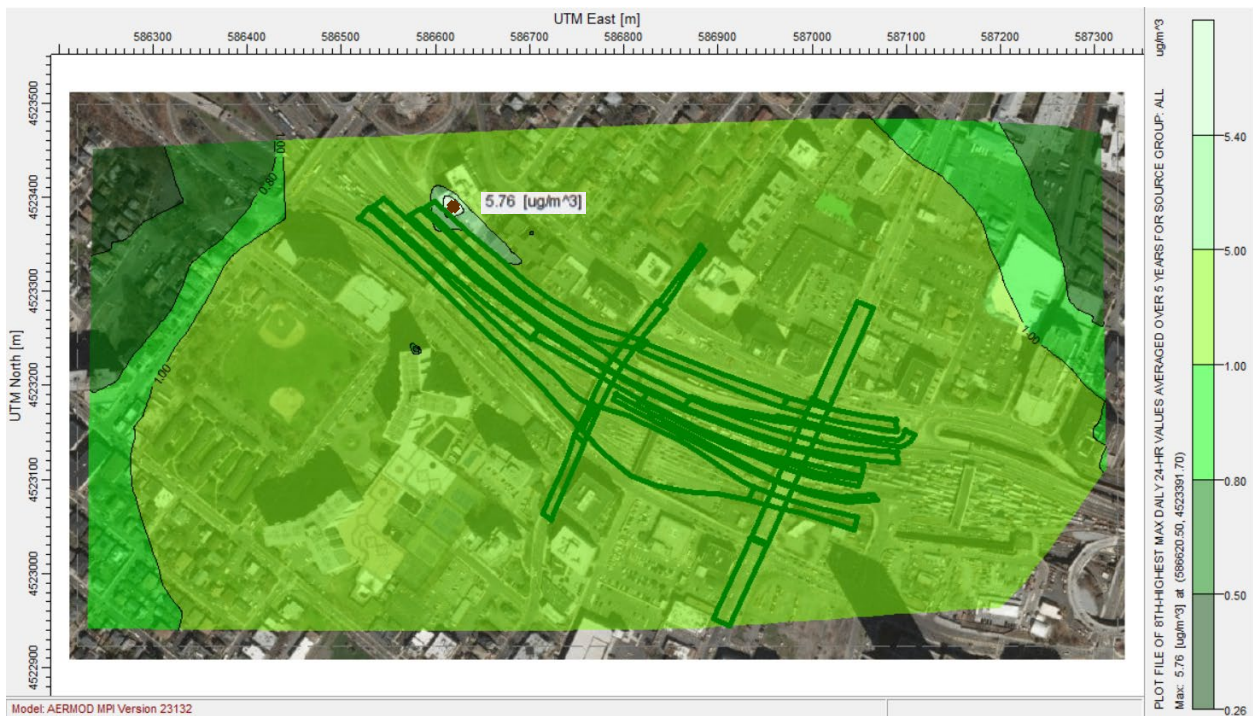 UTM East [m]
586300 586400 586500 586600 586700 586800 586900 587000 587100 587200 587300
UTM North [m]
4523500
4523400
4523300
4523200
4523100
4523000
4522900
1.00
0.80
5.76 [ug/m^3]
1.00
1.00
PLOT FILE OF 8TH-HIGHEST MAX DAILY 24-HR VALUES AVERAGED OVER 5 YEARS FOR SOURCE GROUP: ALL
ug/m^3
Max: 5.76 [ug/m^3] at (586620.50, 4523391.70)
5.40
5.00
1.00
0.80
0.50
0.26
Model: AERMOD MPI Version 23132